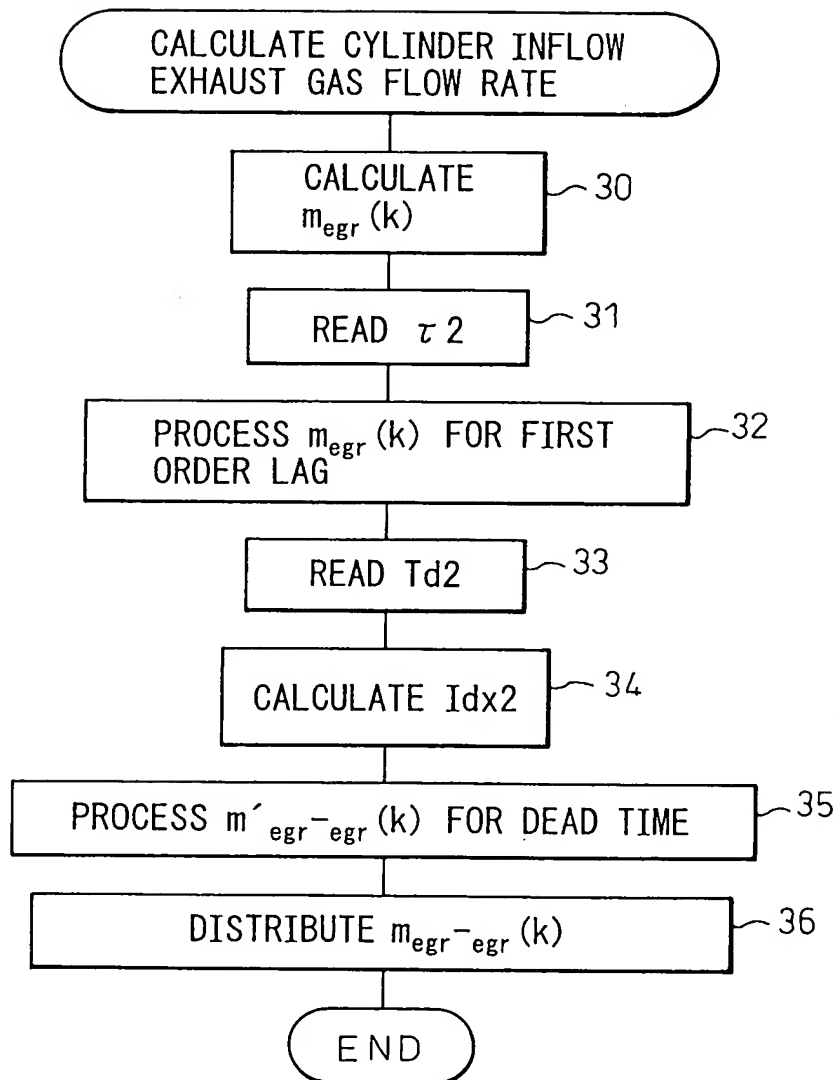 CALCULATE CYLINDER INFLOW
EXHAUST GAS FLOW RATE
CALCULATE
m_egr (k)
30
READ τ2
31
PROCESS m_egr (k) FOR FIRST
ORDER LAG
32
READ Td2
33
CALCULATE Idx2
34
PROCESS m´_egr-egr (k) FOR DEAD TIME
35
DISTRIBUTE m_egr-egr (k)
36
END